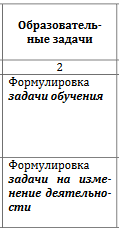 Образователь-
ные задачи
2
Формулировка
задачи обучения
Формулировка
задачи на изме-
нение деятельно-
сти